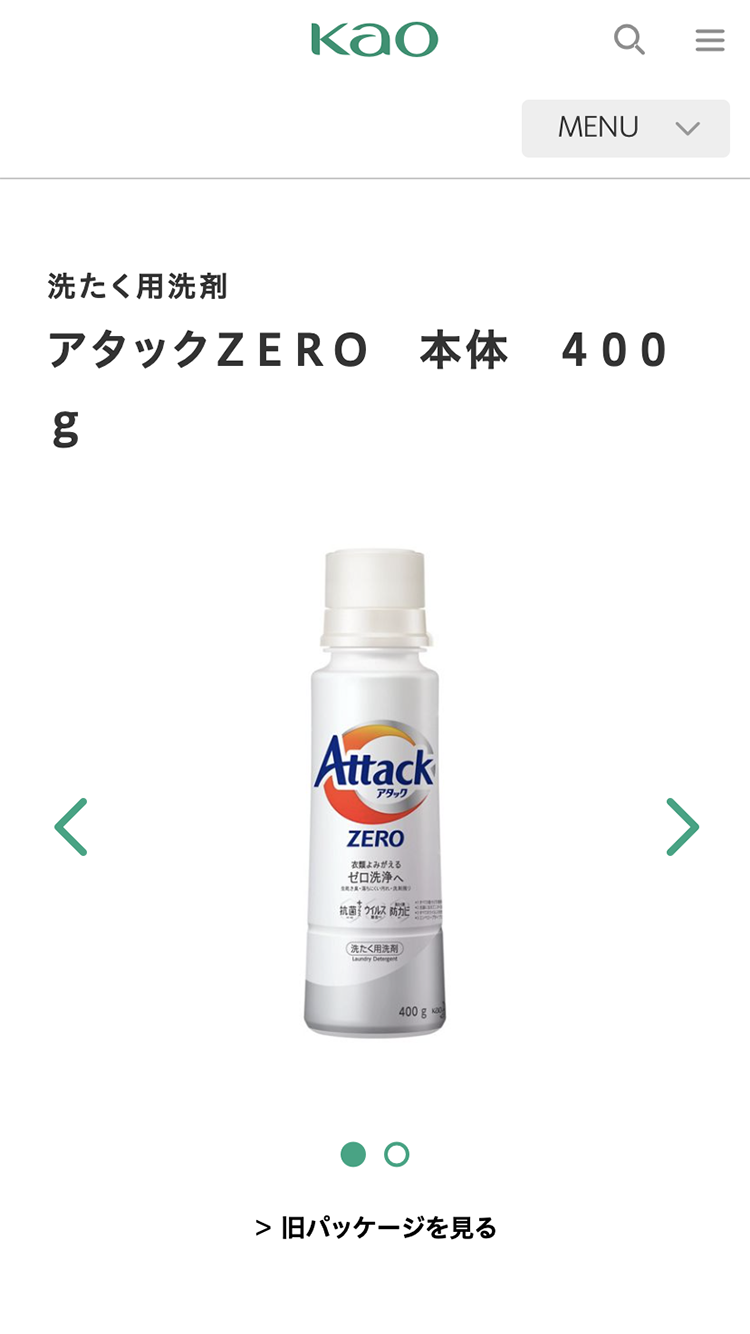 Kao
MENU
洗たく用洗剤
アタックＺＥＲＯ　本体　４００
ｇ
Attack
アタック
ZERO
衣類よみがえる
ゼロ洗浄へ
抗菌+ ウイルス 防カビ
洗たく用洗剤
Laundry Detergent
400 g Kao
> 旧パッケージを見る